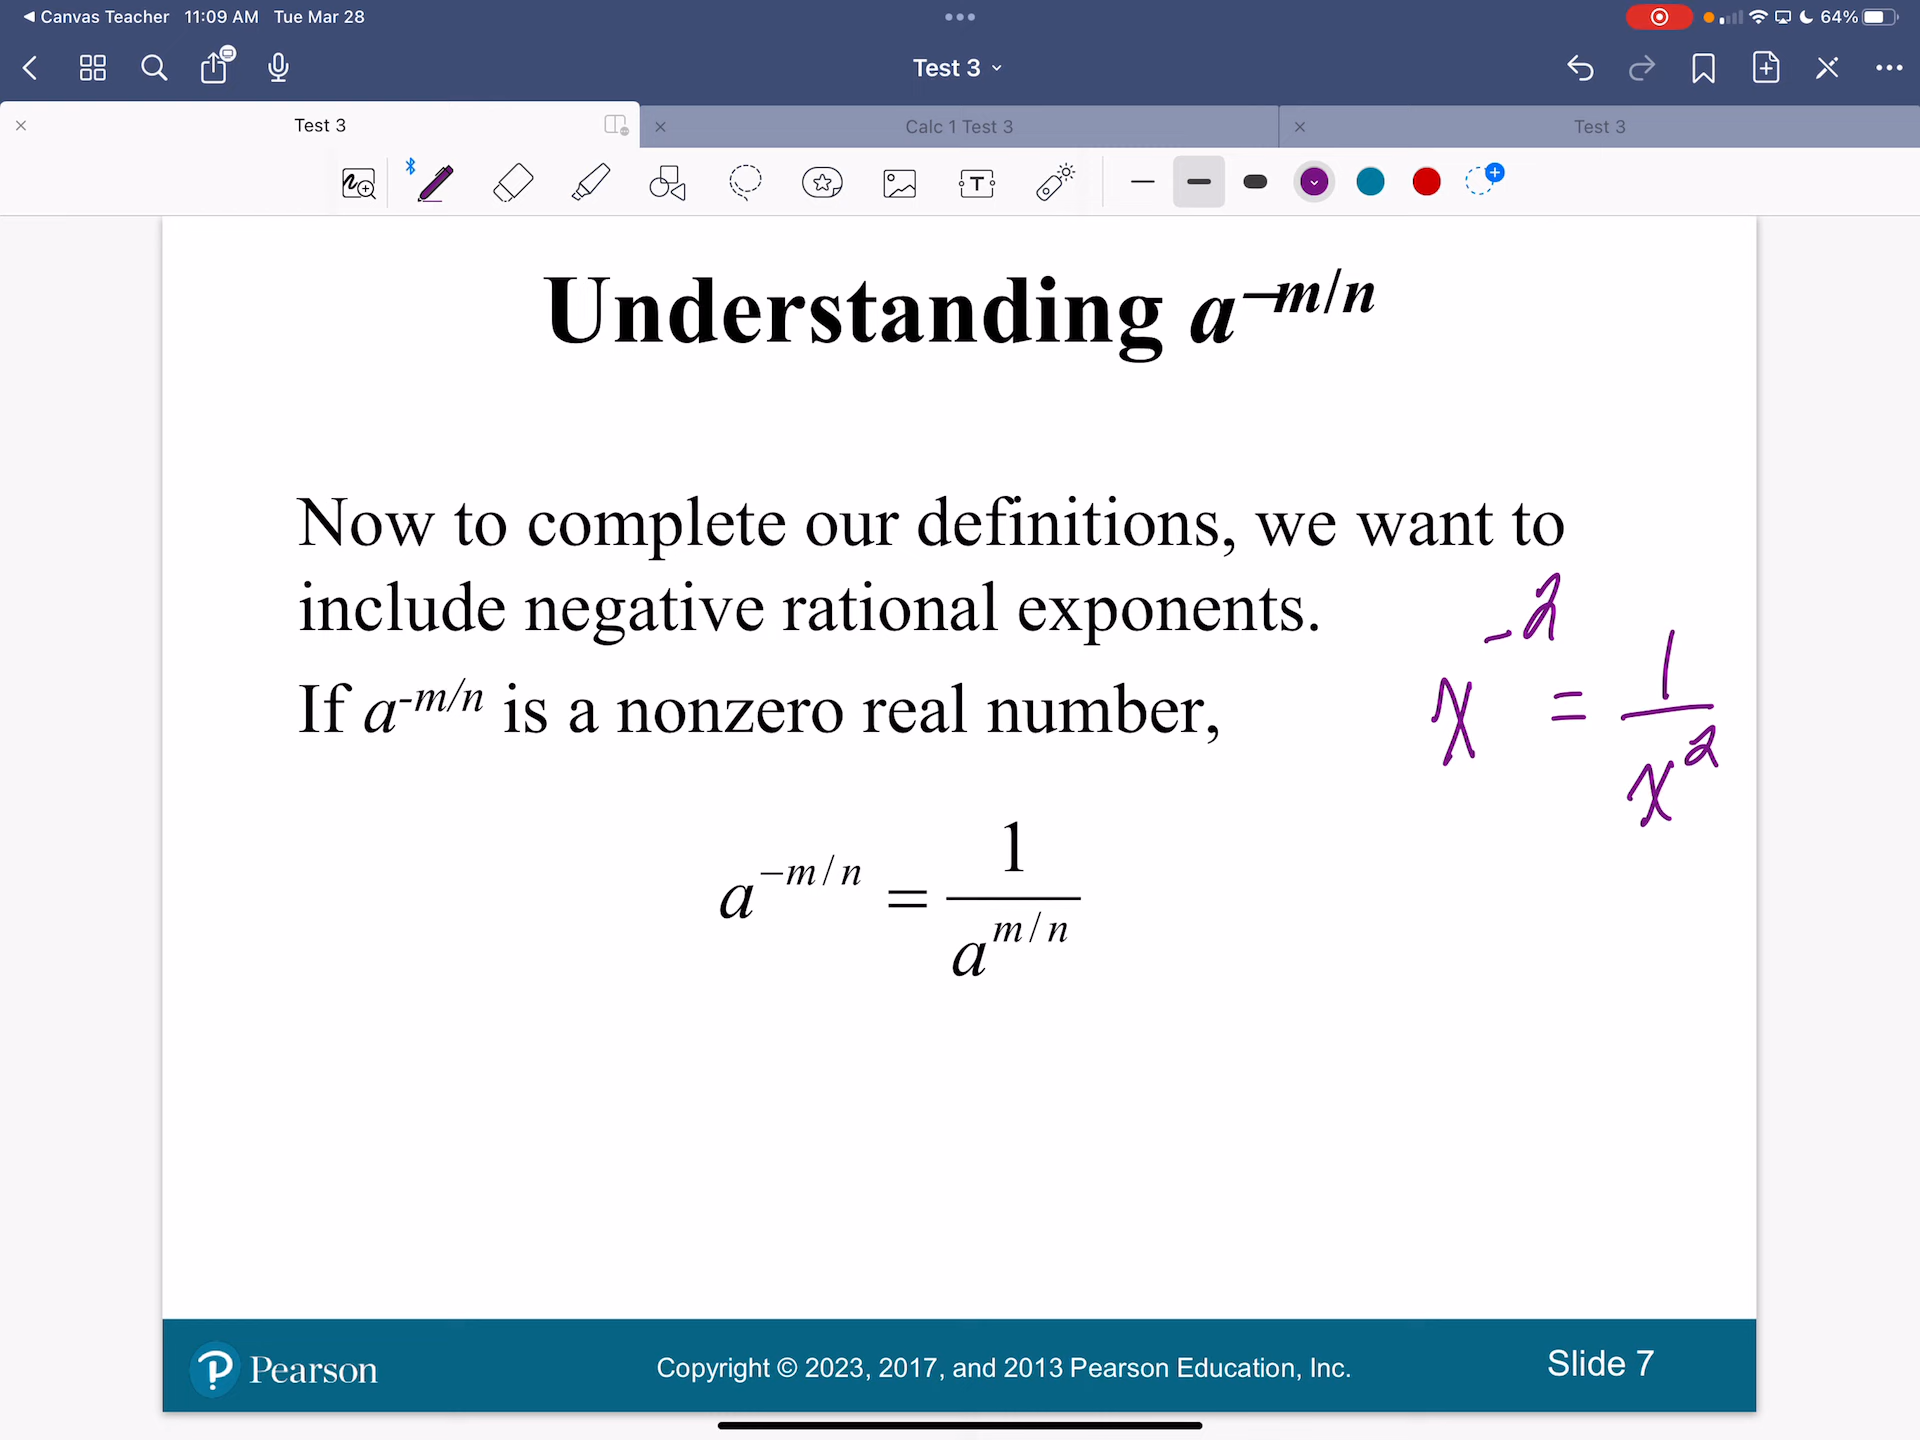 Canvas Teacher 11:09 AM Tue Mar 28
64%
Test 3
Test 3
Calc 1 Test 3
Test 3
T
Understanding a^{-m/n}
Now to complete our definitions, we want to
include negative rational exponents.
If a^{-m/n} is a nonzero real number,
x^{-2} = 1/x^2
a^{-m/n} = 1/a^{m/n}
Pearson
Copyright © 2023, 2017, and 2013 Pearson Education, Inc.
Slide 7